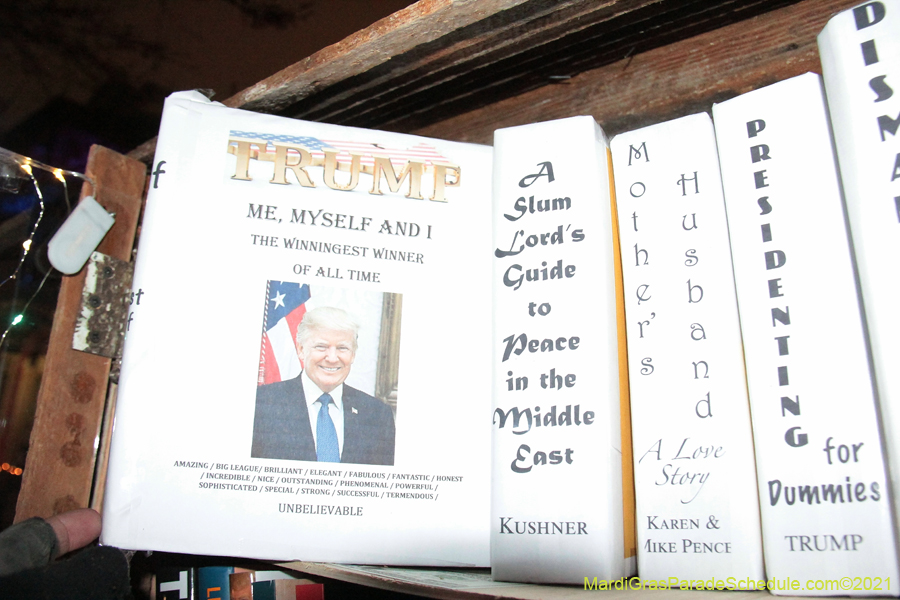 TRUMP
ME, MYSELF AND I
THE WINNINGEST WINNER
OF ALL TIME
AMAZING / BIG LEAGUE/ BRILLIANT / ELEGANT / FABULOUS / FANTASTIC / HONEST
/ INCREDIBLE / NICE / OUTSTANDING / PHENOMENAL / POWERFUL /
SOPHISTICATED / SPECIAL / STRONG / SUCCESSFUL / TERMENDOUS /
UNBELIEVABLE
A
Slum
Lord's
Guide
to
Peace
in the
Middle
East
KUSHNER
Mother's
Husband
A Love
Story
KAREN &
MIKE PENCE
PRESIDENTING
for
Dummies
TRUMP
DISMAL
MardiGrasParadeSchedule.com©2021